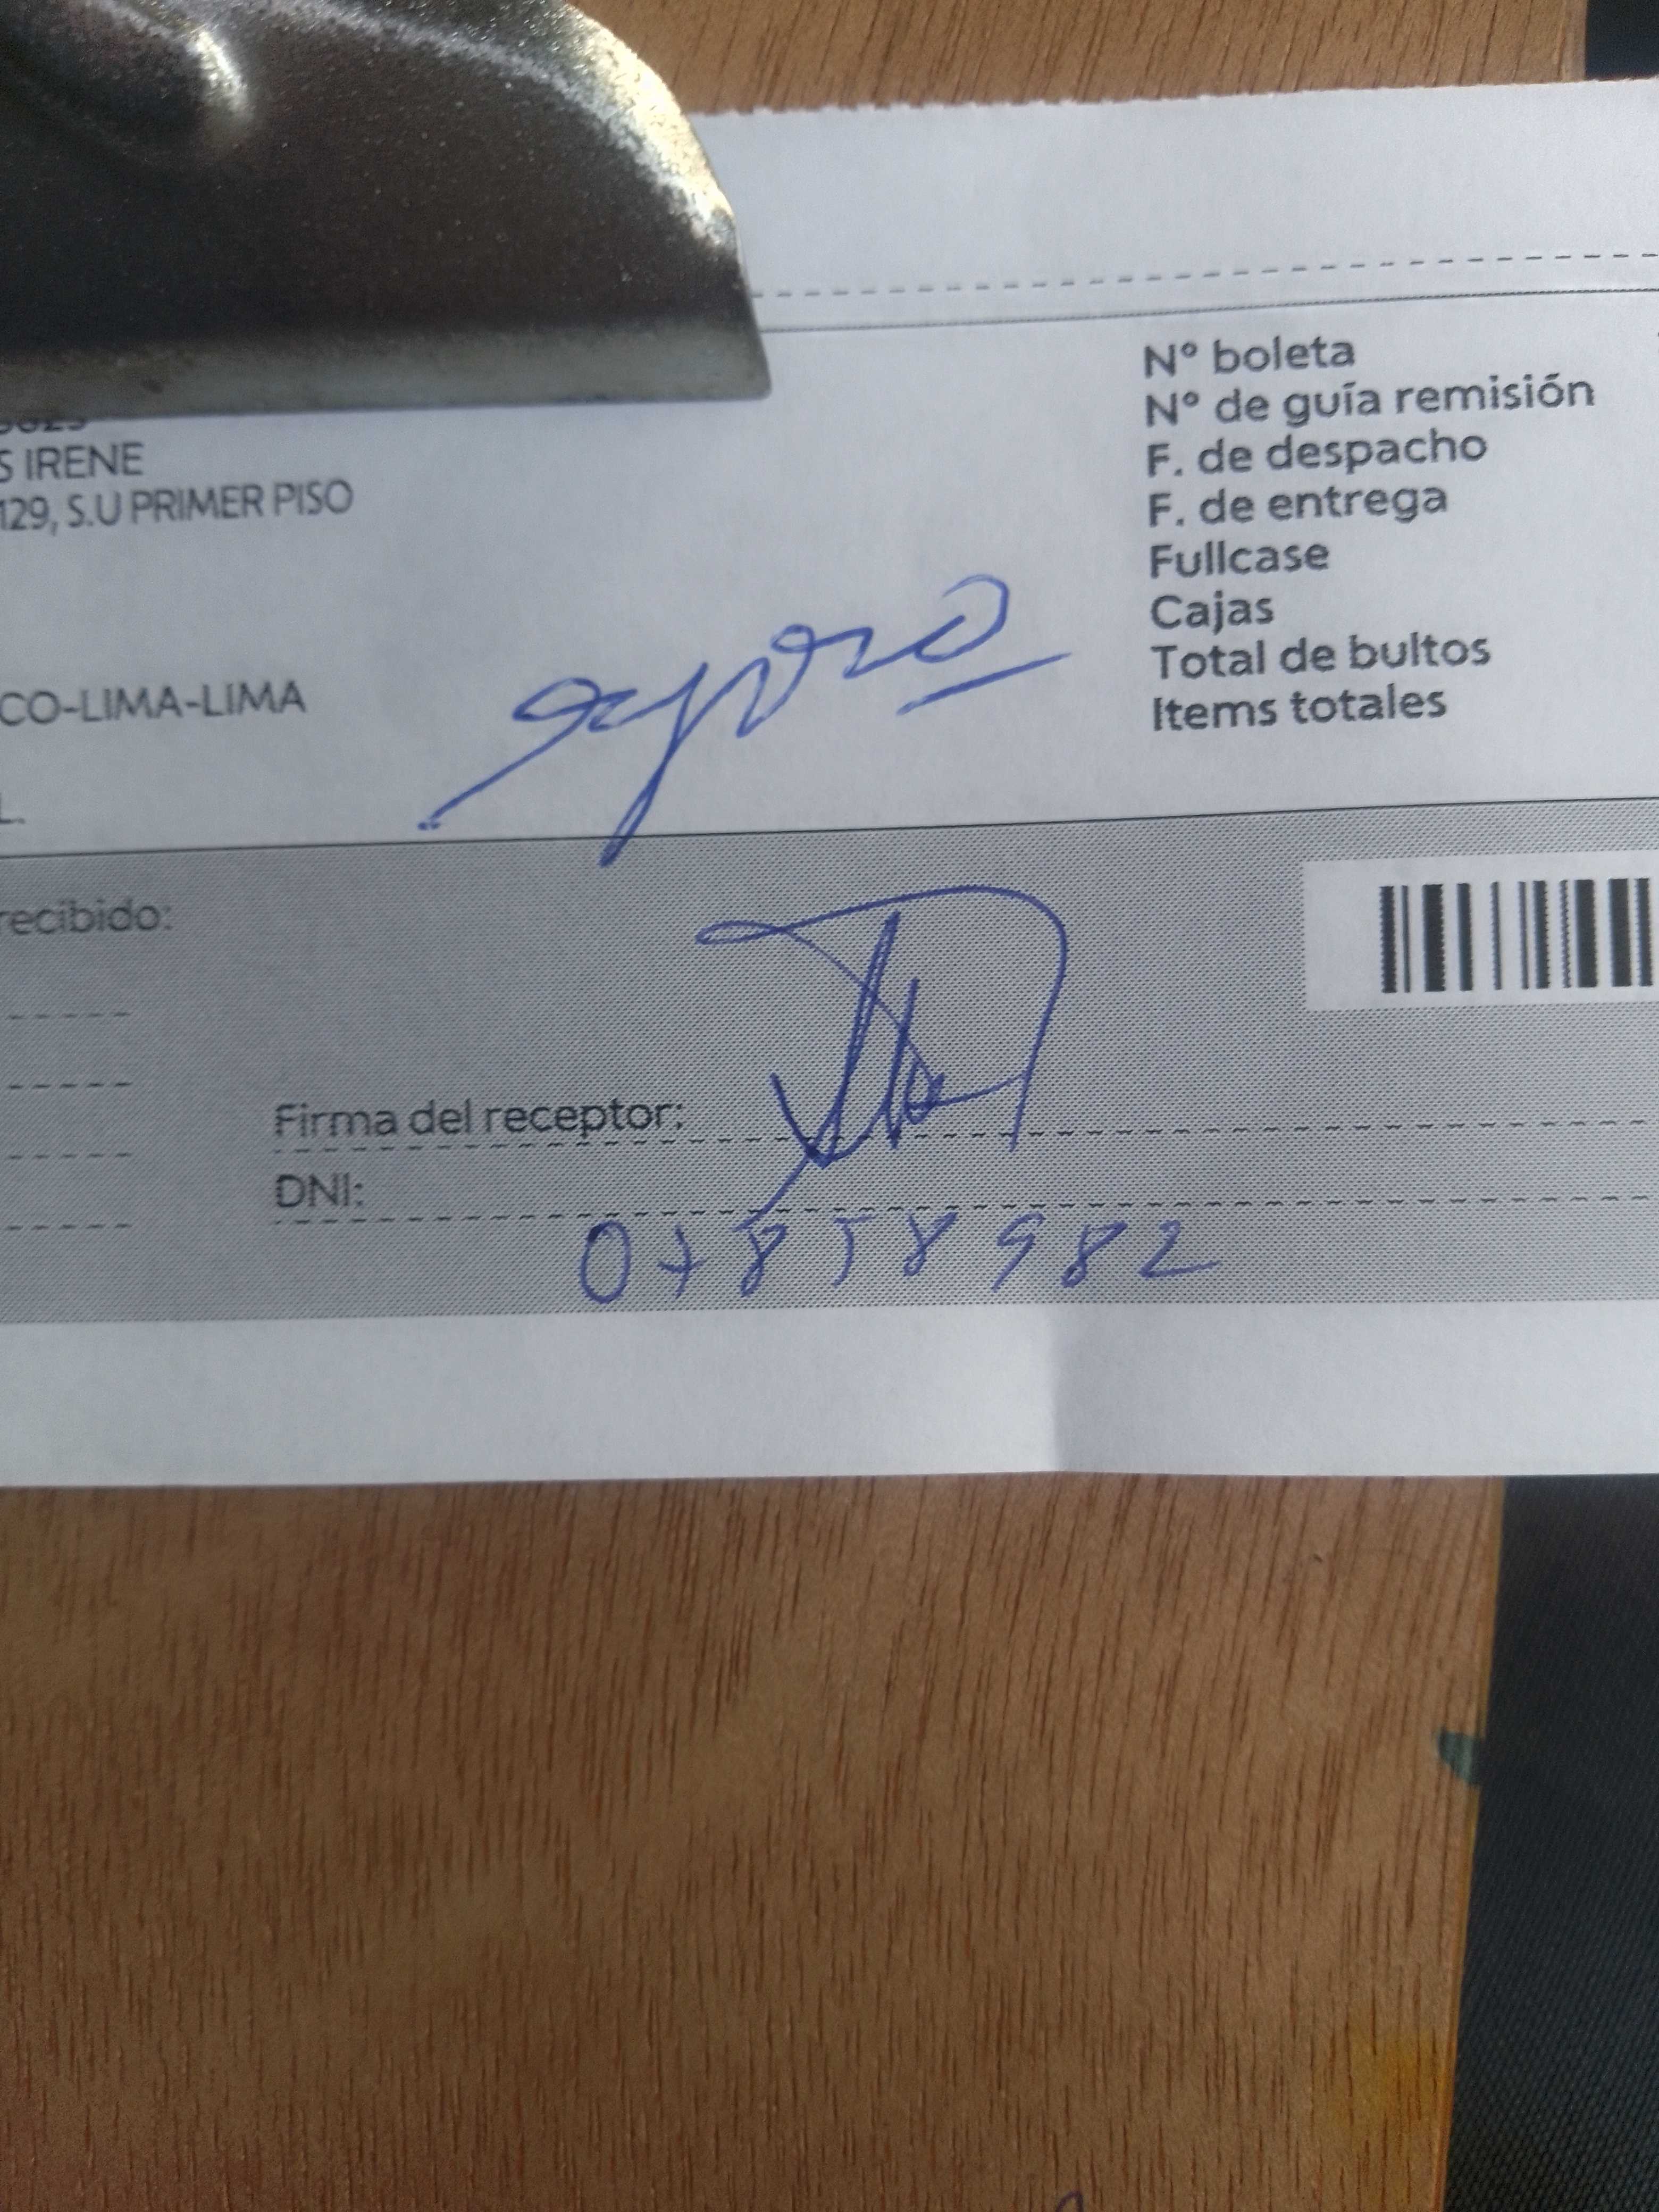 S IRENE
129, S.U PRIMER PISO
CO-LIMA-LIMA
L.
N° boleta
N° de guía remisión
F. de despacho
F. de entrega
Fullcase
Cajas
Total de bultos
Items totales
recibido:
Firma del receptor:
DNI:
07858982